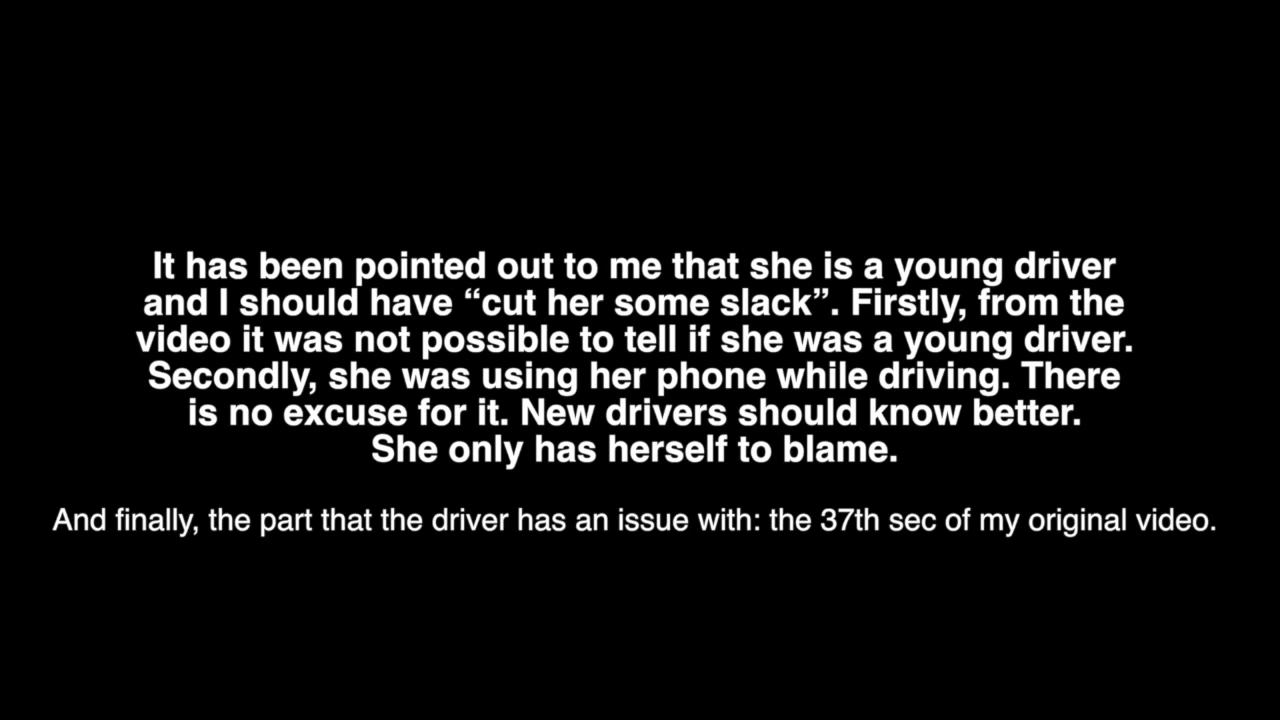 It has been pointed out to me that she is a young driver
and I should have “cut her some slack”. Firstly, from the
video it was not possible to tell if she was a young driver.
Secondly, she was using her phone while driving. There
is no excuse for it. New drivers should know better.
She only has herself to blame.
And finally, the part that the driver has an issue with: the 37th sec of my original video.